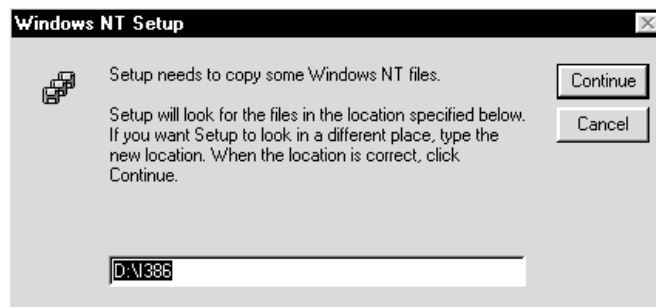 Windows NT Setup
Setup needs to copy some Windows NT files.
Continue
Setup will look for the files in the location specified below.
If you want Setup to look in a different place, type the
new location. When the location is correct, click
Continue.
Cancel
D:\I386